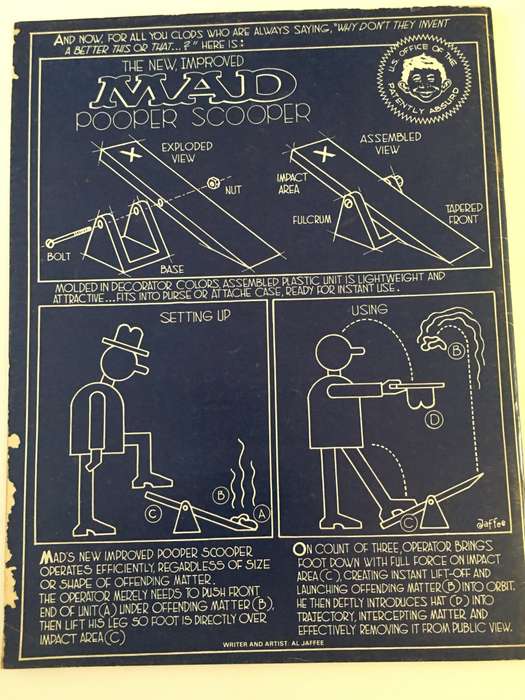 AND NOW, FOR ALL YOU CLODS WHO ARE ALWAYS SAYING, "WHY DON'T THEY INVENT
A BETTER THIS OR THAT...?" HERE IS:
THE NEW, IMPROVED
MAD
POOPER SCOOPER
U.S. OFFICE OF THE
PATENTLY ABSURD
EXPLODED
VIEW
NUT
BOLT
BASE
ASSEMBLED
VIEW
IMPACT
AREA
FULCRUM
TAPERED
FRONT
MOLDED IN DECORATOR COLORS, ASSEMBLED PLASTIC UNIT IS LIGHTWEIGHT AND
ATTRACTIVE...FITS INTO PURSE OR ATTACHE CASE, READY FOR INSTANT USE.
SETTING UP
B
C
A
USING
B
D
C
Jaffee
MAD'S NEW IMPROVED POOPER SCOOPER
OPERATES EFFICIENTLY, REGARDLESS OF SIZE
OR SHAPE OF OFFENDING MATTER.
THE OPERATOR MERELY NEEDS TO PUSH FRONT
END OF UNIT (A) UNDER OFFENDING MATTER (B),
THEN LIFT HIS LEG SO FOOT IS DIRECTLY OVER
IMPACT AREA (C)
ON COUNT OF THREE, OPERATOR BRINGS
FOOT DOWN WITH FULL FORCE ON IMPACT
AREA (C), CREATING INSTANT LIFT-OFF AND
LAUNCHING OFFENDING MATTER (B) INTO ORBIT.
HE THEN DEFTLY INTRODUCES HAT (D) INTO
TRAJECTORY, INTERCEPTING MATTER AND
EFFECTIVELY REMOVING IT FROM PUBLIC VIEW.
WRITER AND ARTIST: AL JAFFEE